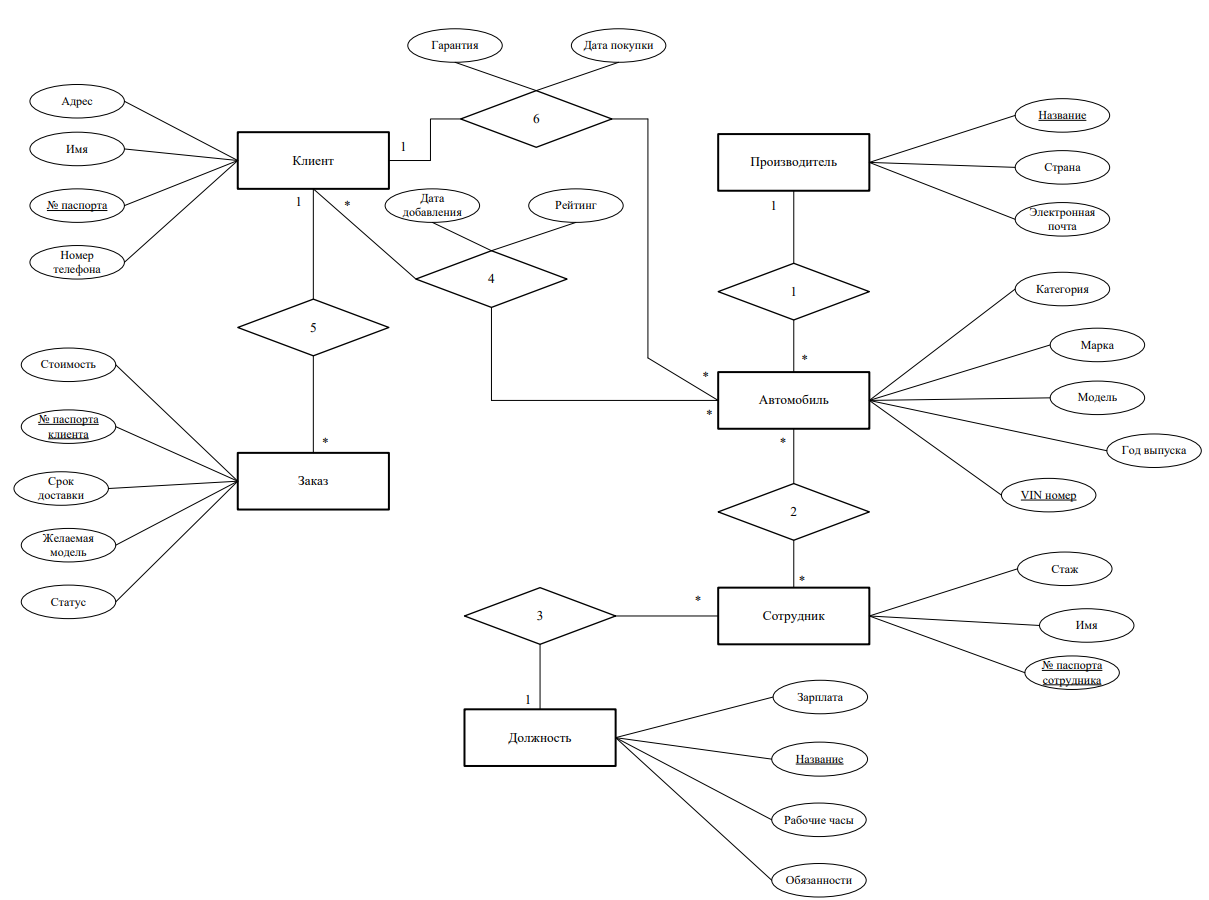 Гарантия
Дата покупки
Адрес
6
Название
Клиент
1
Имя
Производитель
Страна
№ паспорта
1
*
Дата
добавления
Рейтинг
1
Электронная
почта
Номер
телефона
4
1
Категория
5
Марка
Стоимость
*
*
Автомобиль
Модель
№ паспорта
клиента
*
*
*
Год выпуска
Срок
доставки
Заказ
VIN номер
2
Желаемая
модель
Статус
*
Стаж
3
*
Сотрудник
Имя
№ паспорта
сотрудника
1
Зарплата
Должность
Название
Рабочие часы
Обязанности